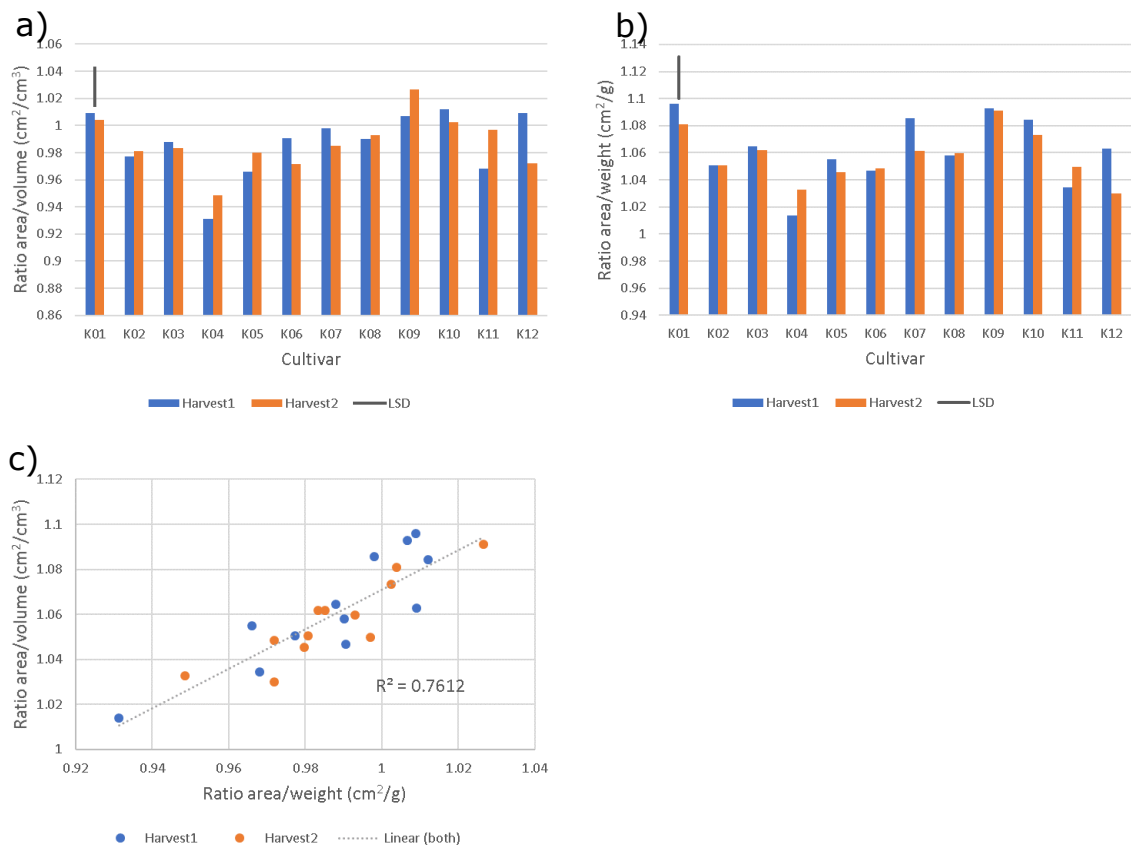 a)
Ratio area/volume (cm²/cm³)
1.06
1.04
1.02
1
0.98
0.96
0.94
0.92
0.9
0.88
0.86
K01 K02 K03 K04 K05 K06 K07 K08 K09 K10 K11 K12
Cultivar
Harvest1 Harvest2 LSD
b)
Ratio area/weight (cm²/g)
1.14
1.12
1.1
1.08
1.06
1.04
1.02
1
0.98
0.96
0.94
K01 K02 K03 K04 K05 K06 K07 K08 K09 K10 K11 K12
Cultivar
Harvest1 Harvest2 LSD
c)
Ratio area/volume (cm²/cm³)
1.12
1.1
1.08
1.06
1.04
1.02
1
R² = 0.7612
0.92 0.94 0.96 0.98 1 1.02 1.04
Ratio area/weight (cm²/g)
Harvest1 Harvest2 Linear (both)